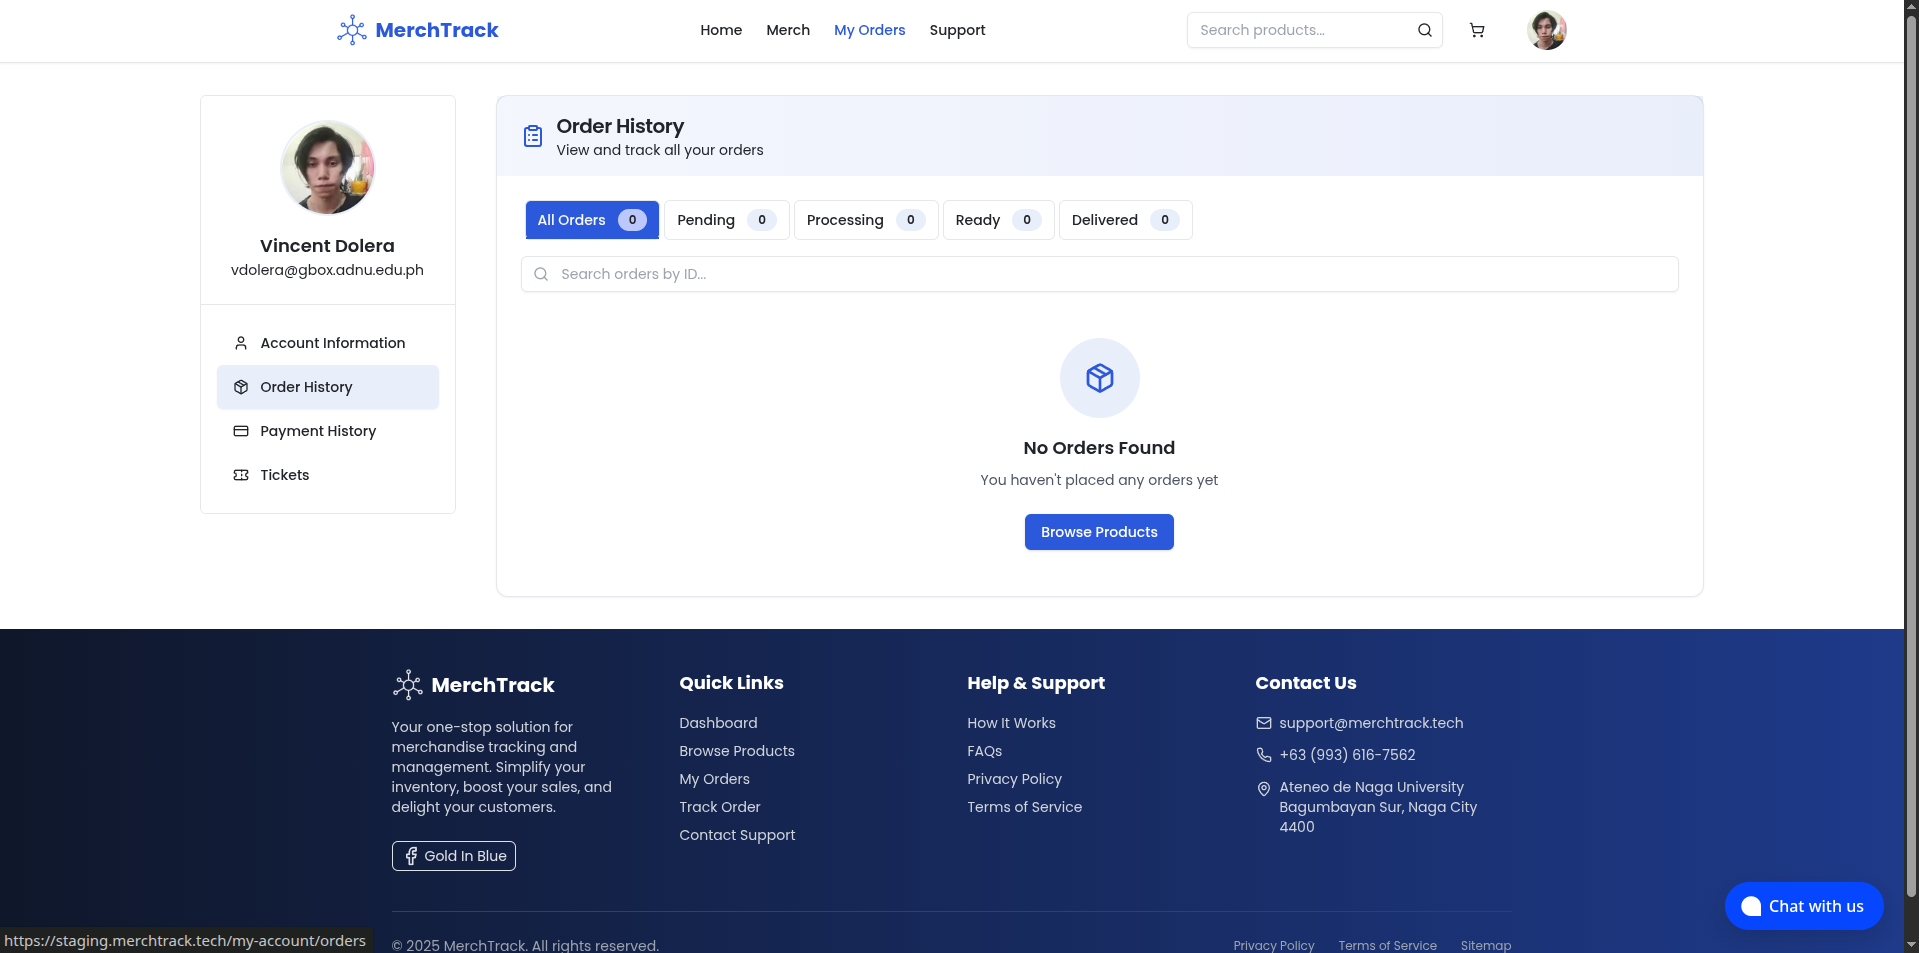 MerchTrack
Home Merch My Orders Support
Search products...
Vincent Dolera
vdolera@gbox.adnu.edu.ph
Account Information
Order History
Payment History
Tickets
Order History
View and track all your orders
All Orders 0 Pending 0 Processing 0 Ready 0 Delivered 0
Search orders by ID...
No Orders Found
You haven't placed any orders yet
Browse Products
MerchTrack
Your one-stop solution for
merchandise tracking and
management. Simplify your
inventory, boost your sales, and
delight your customers.
Gold In Blue
Quick Links
Dashboard
Browse Products
My Orders
Track Order
Contact Support
Help & Support
How It Works
FAQs
Privacy Policy
Terms of Service
Contact Us
support@merchtrack.tech
+63 (993) 616-7562
Ateneo de Naga University
Bagumbayan Sur, Naga City
4400
Chat with us
https://staging.merchtrack.tech/my-account/orders
© 2025 MerchTrack. All rights reserved.
Privacy Policy Terms of Service Sitemap